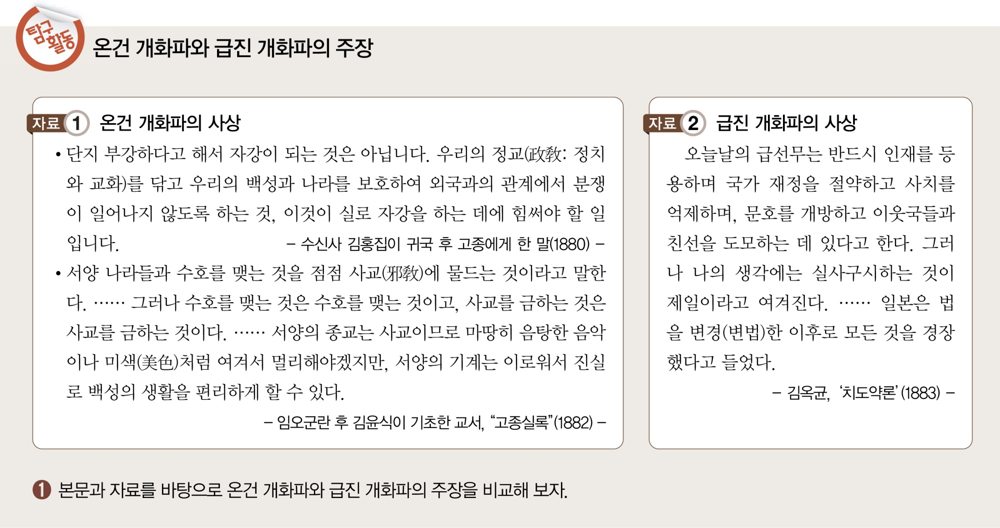 탐구
활동
온건 개화파와 급진 개화파의 주장
자료 1 온건 개화파의 사상
• 단지 부강하다고 해서 자강이 되는 것은 아닙니다. 우리의 정교(政敎: 정치
와 교화)를 닦고 우리의 백성과 나라를 보호하여 외국과의 관계에서 분쟁
이 일어나지 않도록 하는 것, 이것이 실로 자강을 하는 데에 힘써야 할 일
입니다. – 수신사 김홍집이 귀국 후 고종에게 한 말(1880) –
• 서양 나라들과 수호를 맺는 것을 점점 사교(邪敎)에 물드는 것이라고 말한
다. …… 그러나 수호를 맺는 것은 수호를 맺는 것이고, 사교를 금하는 것은
사교를 금하는 것이다. …… 서양의 종교는 사교이므로 마땅히 음탕한 음악
이나 미색(美色)처럼 여겨서 멀리해야겠지만, 서양의 기계는 이로워서 진실
로 백성의 생활을 편리하게 할 수 있다.
– 임오군란 후 김윤식이 기초한 교서, “고종실록”(1882) –
자료 2 급진 개화파의 사상
오늘날의 급선무는 반드시 인재를 등
용하며 국가 재정을 절약하고 사치를
억제하며, 문호를 개방하고 이웃국들과
친선을 도모하는 데 있다고 한다. 그러
나 나의 생각에는 실사구시하는 것이
제일이라고 여겨진다. …… 일본은 법
을 변경(변법)한 이후로 모든 것을 경장
했다고 들었다.
– 김옥균, ‘치도약론’(1883) –
1 본문과 자료를 바탕으로 온건 개화파와 급진 개화파의 주장을 비교해 보자.